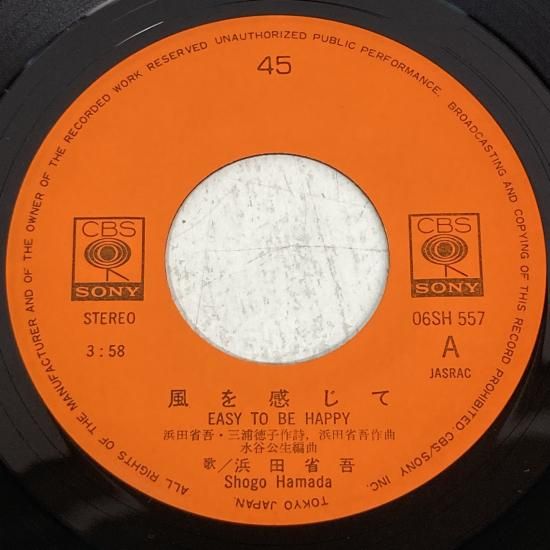 ALL RIGHTS OF THE MANUFACTURER AND OF THE OWNER OF THE RECORDED WORK RESERVED UNAUTHORIZED PUBLIC PERFORMANCE, BROADCASTING AND COPYING OF THIS RECORD PROHIBITED. CBS/SONY INC. TOKYO JAPAN.
45
CBS
SONY
CBS
SONY
STEREO
06SH 557
3:58
A
JASRAC
風を感じて
EASY TO BE HAPPY
浜田省吾・三浦徳子作詩, 浜田省吾作曲
水谷公生編曲
歌/浜田省吾
Shogo Hamada